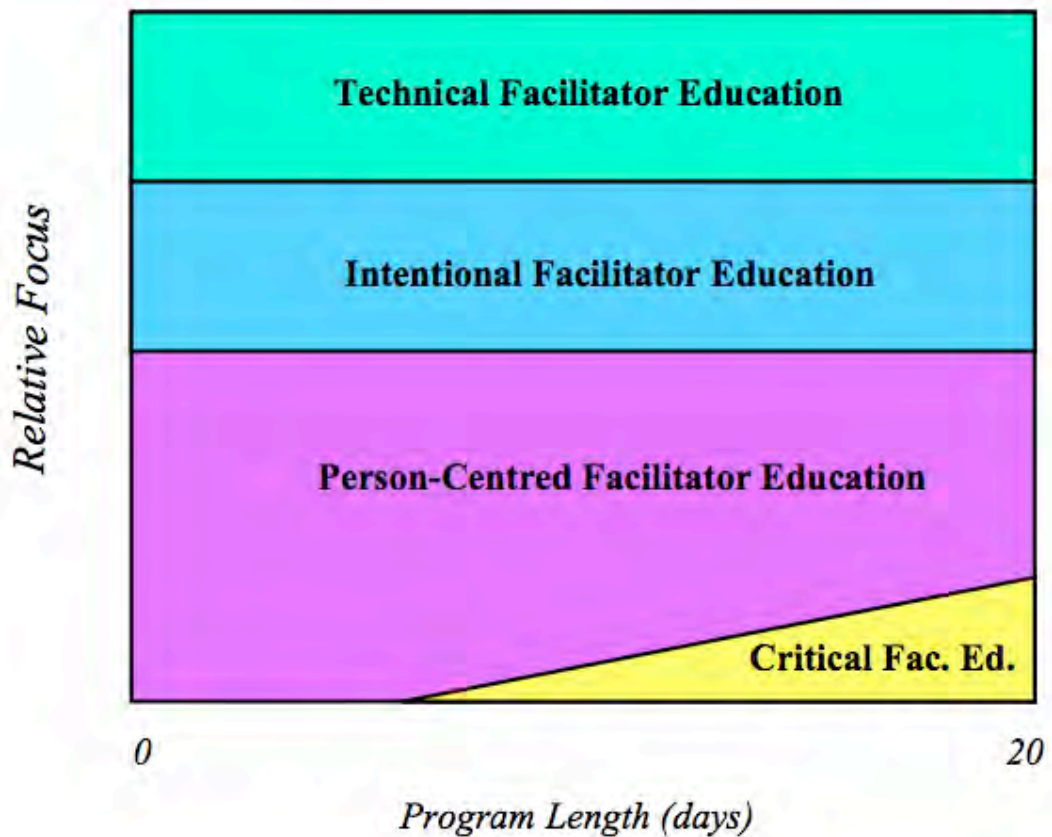 Technical Facilitator Education
Intentional Facilitator Education
Relative Focus
Person-Centred Facilitator Education
Critical Fac. Ed.
0
20
Program Length (days)